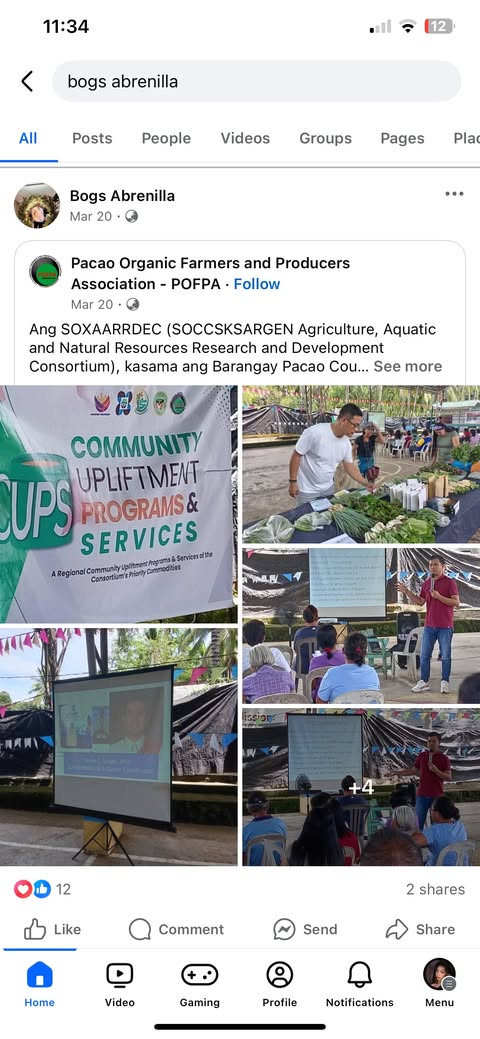 11:34
12
bogs abrenilla
All Posts People Videos Groups Pages Plac
Bogs Abrenilla
Mar 20 ·
Pacao Organic Farmers and Producers
Association - POFPA · Follow
Mar 20 ·
Ang SOXAARRDEC (SOCCSKSARGEN Agriculture, Aquatic
and Natural Resources Research and Development
Consortium), kasama ang Barangay Pacao Cou... See more
CUPS
COMMUNITY
UPLIFTMENT
PROGRAMS &
SERVICES
A Regional Community Upliftment Programs & Services of the
Consortium's Priority Commodities
+4
12
2 shares
Like Comment Send Share
Home Video Gaming Profile Notifications Menu